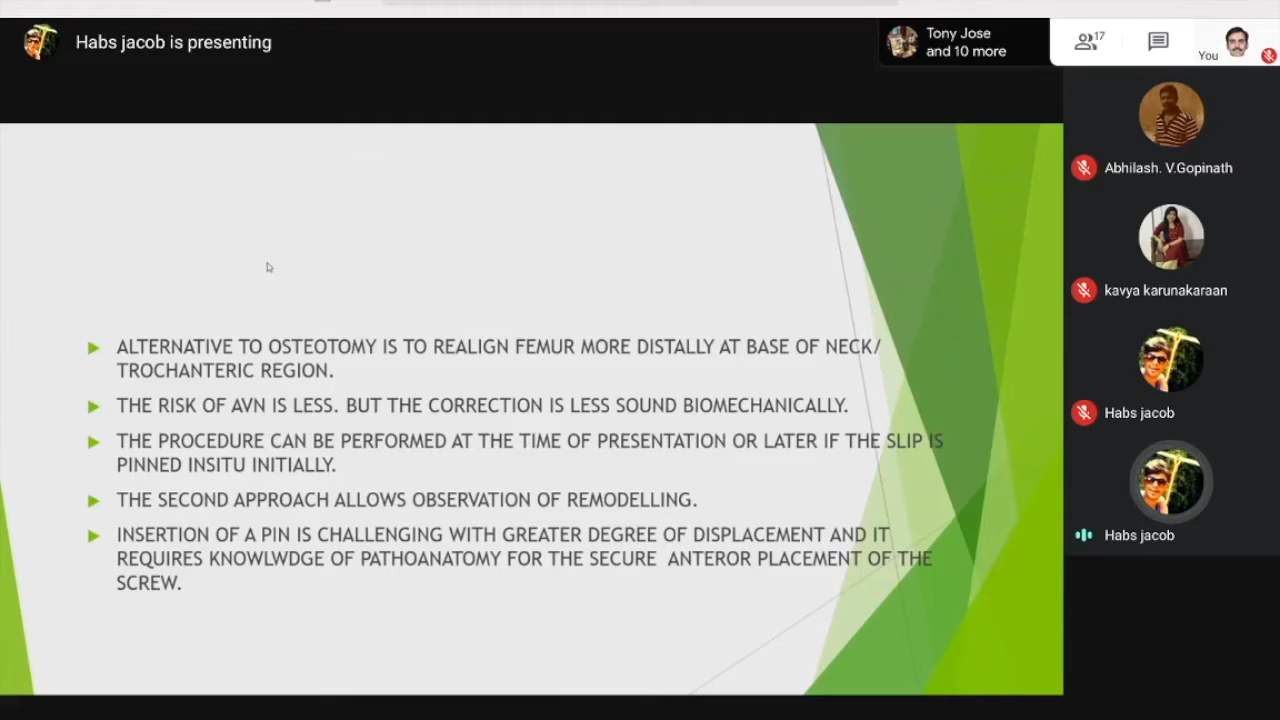 Habs jacob is presenting
Tony Jose
and 10 more
17
You
Abhilash. V.Gopinath
kavya karunakaraan
Habs jacob
Habs jacob
ALTERNATIVE TO OSTEOTOMY IS TO REALIGN FEMUR MORE DISTALLY AT BASE OF NECK/
TROCHANTERIC REGION.
THE RISK OF AVN IS LESS. BUT THE CORRECTION IS LESS SOUND BIOMECHANICALLY.
THE PROCEDURE CAN BE PERFORMED AT THE TIME OF PRESENTATION OR LATER IF THE SLIP IS
PINNED INSITU INITIALLY.
THE SECOND APPROACH ALLOWS OBSERVATION OF REMODELLING.
INSERTION OF A PIN IS CHALLENGING WITH GREATER DEGREE OF DISPLACEMENT AND IT
REQUIRES KNOWLWDGE OF PATHOANATOMY FOR THE SECURE ANTEROR PLACEMENT OF THE
SCREW.